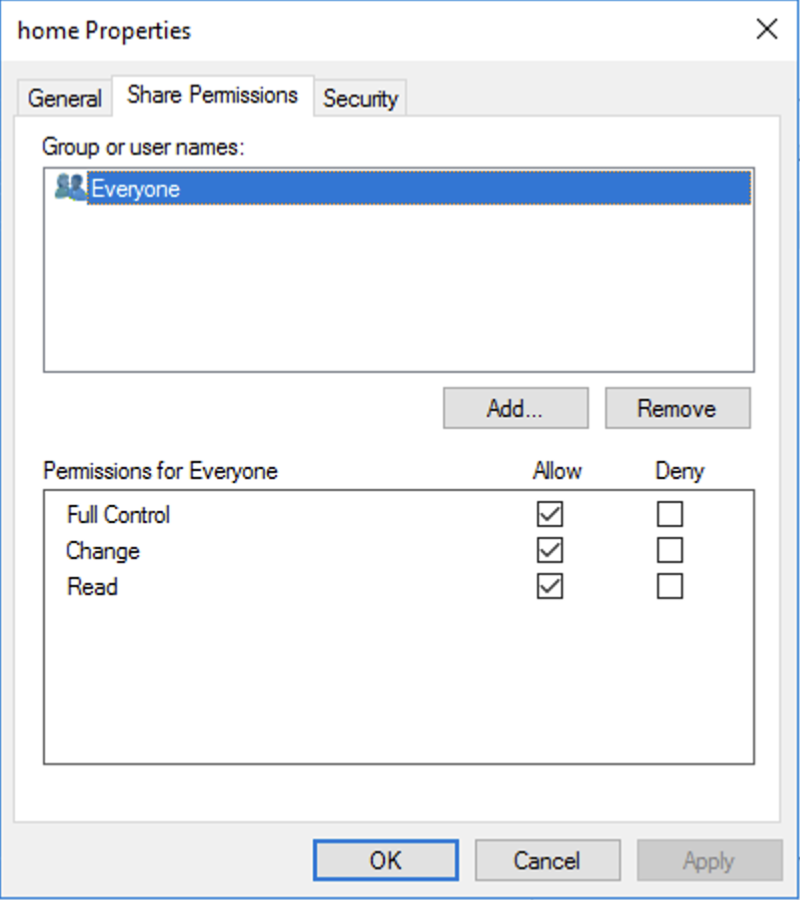 home Properties
General Share Permissions Security
Group or user names:
Everyone
Add... Remove
Permissions for Everyone Allow Deny
Full Control
Change
Read
OK Cancel Apply